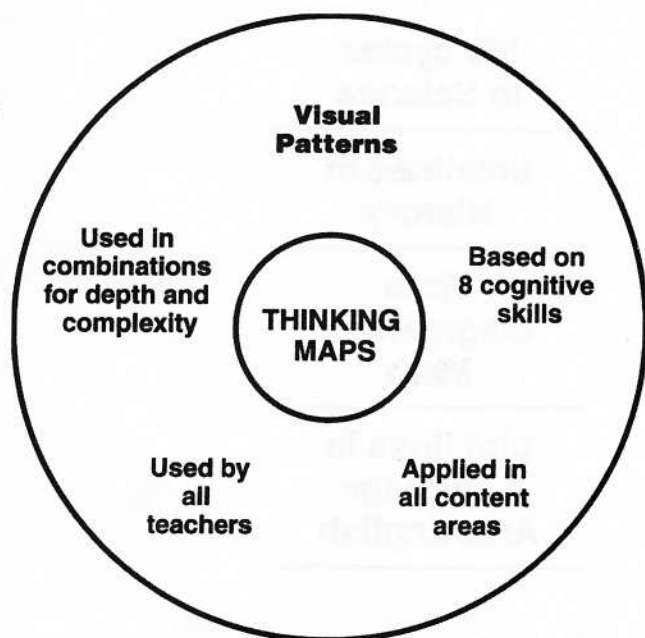 Visual
Patterns
Used in
combinations
for depth and
complexity
Based on
8 cognitive
skills
THINKING
MAPS
Used by
all
teachers
Applied in
all content
areas